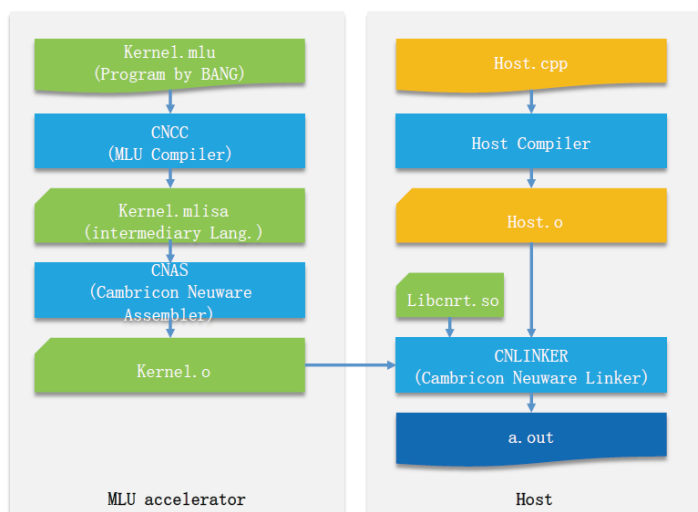 Kernel.mlu
(Program by BANG)
CNCC
(MLU Compiler)
Kernel.mlisa
(intermediary Lang.)
CNAS
(Cambricon Neuware
Assembler)
Kernel.o
MLU accelerator
Host.cpp
Host Compiler
Host.o
Libcnrt.so
CNLINKER
(Cambricon Neuware Linker)
a.out
Host